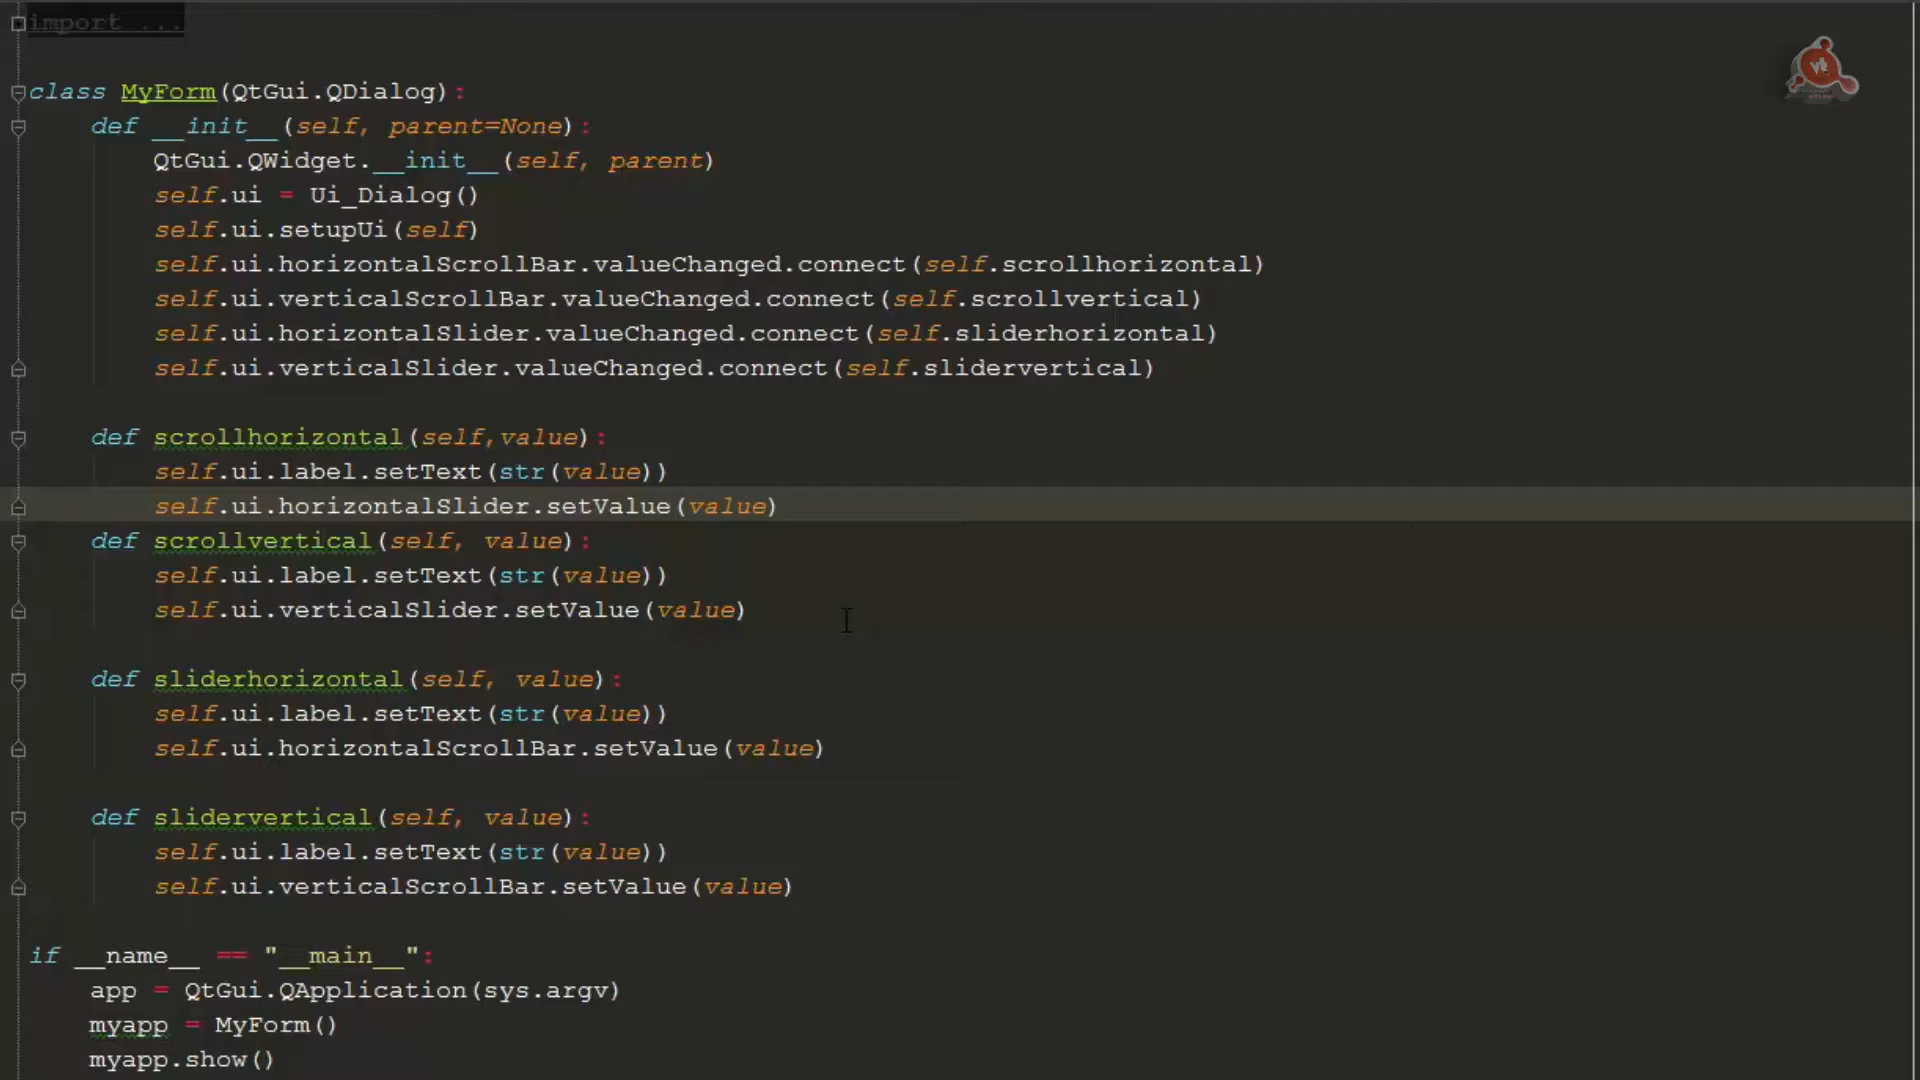 import ...
class MyForm(QtGui.QDialog):
    def __init__(self, parent=None):
        QtGui.QWidget.__init__(self, parent)
        self.ui = Ui_Dialog()
        self.ui.setupUi(self)
        self.ui.horizontalScrollBar.valueChanged.connect(self.scrollhorizontal)
        self.ui.verticalScrollBar.valueChanged.connect(self.scrollvertical)
        self.ui.horizontalSlider.valueChanged.connect(self.sliderhorizontal)
        self.ui.verticalSlider.valueChanged.connect(self.slidervertical)
    def scrollhorizontal(self,value):
        self.ui.label.setText(str(value))
        self.ui.horizontalSlider.setValue(value)
    def scrollvertical(self, value):
        self.ui.label.setText(str(value))
        self.ui.verticalSlider.setValue(value)
    def sliderhorizontal(self, value):
        self.ui.label.setText(str(value))
        self.ui.horizontalScrollBar.setValue(value)
    def slidervertical(self, value):
        self.ui.label.setText(str(value))
        self.ui.verticalScrollBar.setValue(value)
if __name__ == "__main__":
    app = QtGui.QApplication(sys.argv)
    myapp = MyForm()
    myapp.show()